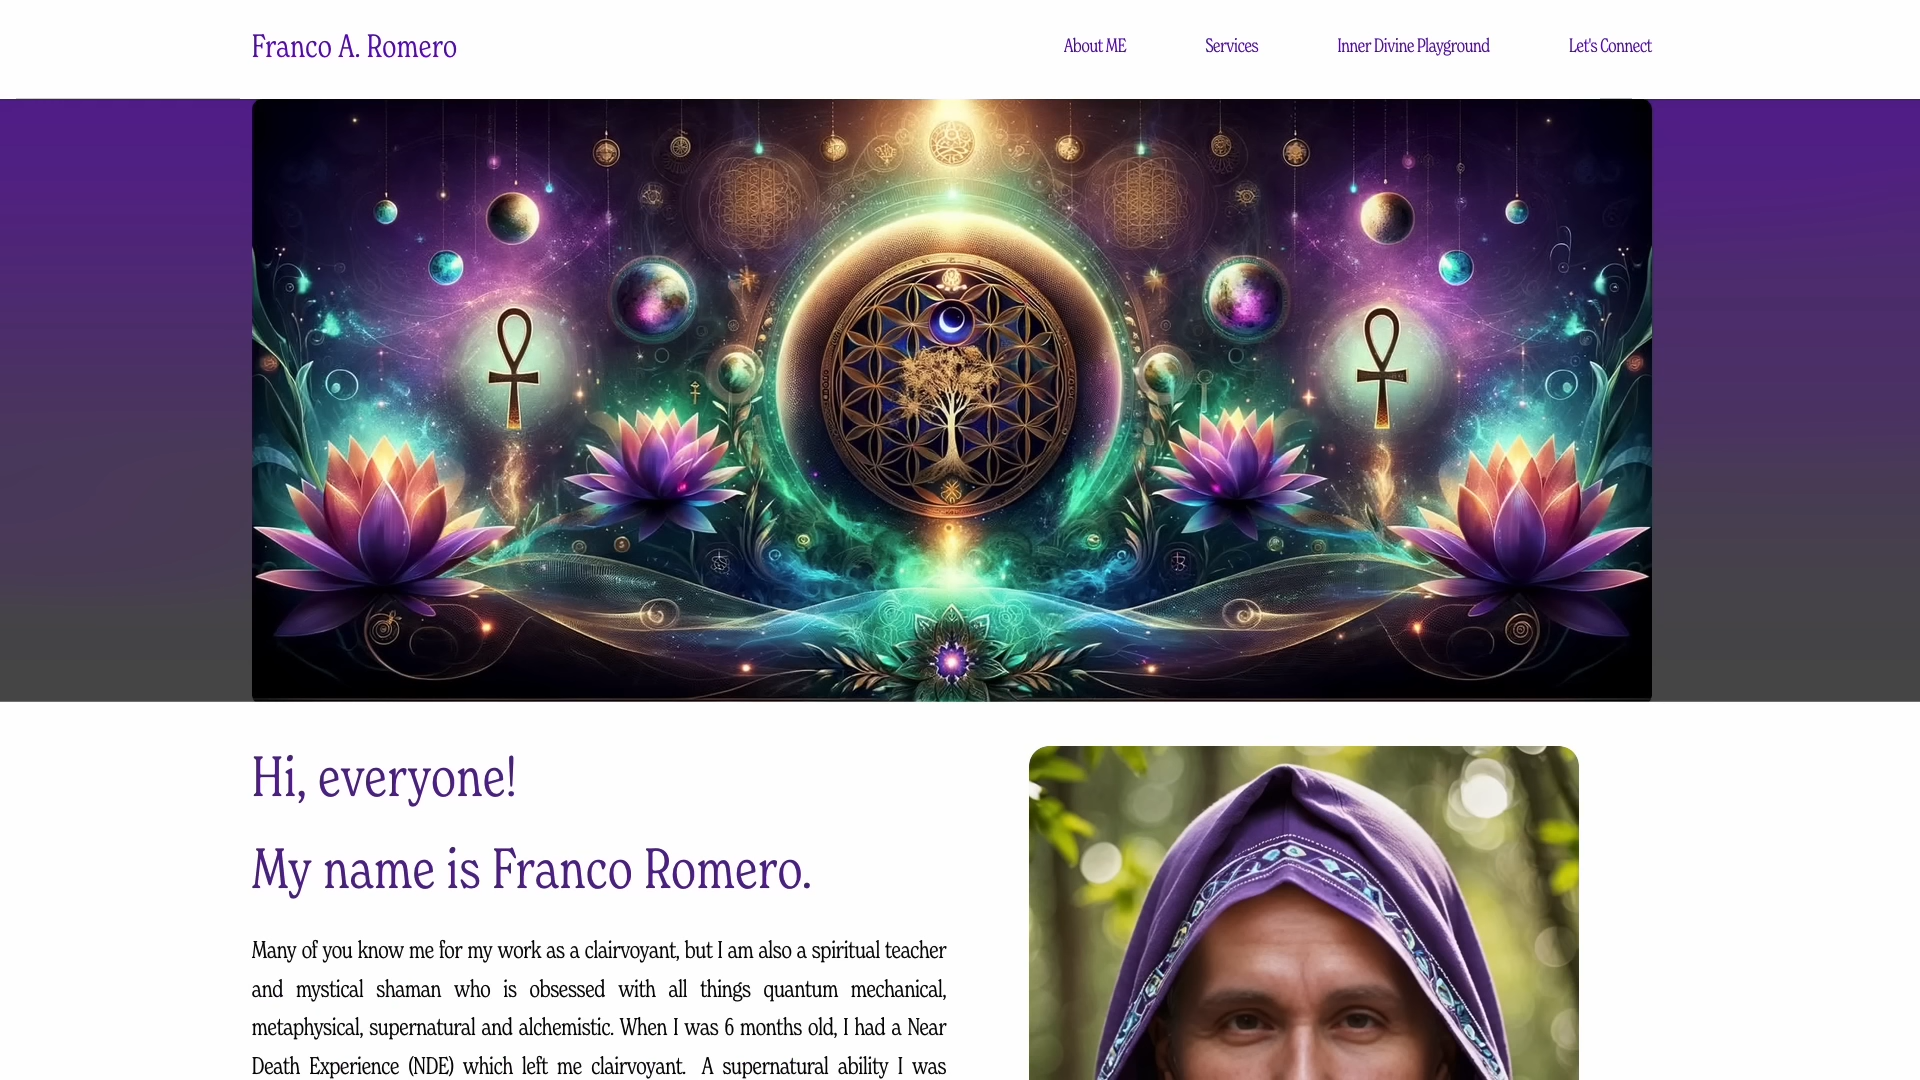 Franco A. Romero
About ME
Services
Inner Divine Playground
Let's Connect
Hi, everyone!
My name is Franco Romero.
Many of you know me for my work as a clairvoyant, but I am also a spiritual teacher
and mystical shaman who is obsessed with all things quantum mechanical,
metaphysical, supernatural and alchemistic. When I was 6 months old, I had a Near
Death Experience (NDE) which left me clairvoyant. A supernatural ability I was